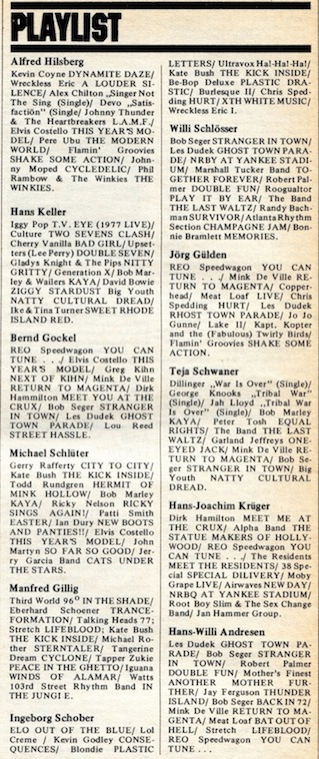 PLAYLIST
Alfred Hilsberg
Kevin Coyne DYNAMITE DAZE/
Wreckless Eric A LOUDER SI-
LENCE/ Alex Chilton „Singer Not
The Sing (Single)/ Devo „Satis-
factiön" (Single/ Johnny Thunder
& The Heartbreakers L.A.M.F./
Elvis Costello THIS YEAR'S MO-
DEL/ Pere Ubu THE MODERN
WORLD/ Flamin' Groovies
SHAKE SOME ACTION/ John-
ny Moped CYCLEDELIC/ Phil
Rambow & The Winkies THE
WINKIES.
Hans Keller
Iggy Pop T.V. EYE (1977 LIVE)/
Culture TWO SEVENS CLASH/
Cherry Vanilla BAD GIRL/ Upset-
ters (Lee Perry) DOUBLE SEVEN/
Gladys Knight & The Pips NITTY
GRITTY/ Generation X/ Bob Mar-
ley & Wailers KAYA/ David Bowie
ZIGGY STARDUST Big Youth
NATTY CULTURAL DREAD/
Ike & Tina Turner SWEET RHODE
ISLAND RED.
Bernd Gockel
REO Speedwagon YOU CAN
TUNE . . ./ Elvis Costello THIS
YEAR'S MODEL/ Greg Kihn
NEXT OF KIHN/ Mink De Ville
RETURN TO MAGENTA/ Dirk
Hammilton MEET YOU AT THE
CRUX/ Bob Seger STRANGER
IN TOWN/ Les Dudek GHOST
TOWN PARADE/ Lou Reed
STREET HASSLE.
Michael Schlüter
Gerry Rafferty CITY TO CITY/
Kate Bush THE KICK INSIDE/
Todd Rundgren HERMIT OF
MINK HOLLOW/ Bob Marley
KAYA/ Ricky Nelson RICKY
SINGS AGAIN!/ Patti Smith
EASTER/ Ian Dury NEW BOOTS
AND PANTIES!!/ Elvis Costello
THIS YEAR'S MODEL/ John
Martyn SO FAR SO GOOD/ Jer-
ry Garcia Band CATS UNDER
THE STARS.
Manfred Gillig
Third World 96° IN THE SHADE/
Eberhard Schoener TRANCE-
FORMATION/ Talking Heads 77;
Stretch LIFEBLOOD; Kate Bush
THE KICK INSIDE/ Michael Ro-
ther STERNTALER/ Tangerine
Dream CYCLONE/ Tapper Zukie
PEACE IN THE GHETTO/ Iguana
WINDS OF ALAMAR/ Watts
103rd Street Rhythm Band IN
THE JUNGI E.
Ingeborg Schober
ELO OUT OF THE BLUE/ Lol
Creme / Kevin Godley CONSE-
QUENCES/ Blondie PLASTIC
LETTERS/ Ultravox Ha!-Ha!-Ha!/
Kate Bush THE KICK INSIDE/
Be-Bop Deluxe PLASTIC DRA-
STIC/ Burlesque II/ Chris Sped-
ding HURT/ XTH WHITE MUSIC/
Wreckless Eric I.
Willi Schlösser
Bob Seger STRANGER IN TOWN/
Les Dudek GHOST TOWN PARA-
DE/ NRBY AT YANKEE STADI-
UM/ Marshall Tucker Band TO-
GETHER FOREVER/ Robert Pal-
mer DOUBLE FUN/ Roogualtor
PLAY IT BY EAR/ The Band
THE LAST WALTZ/ Randy Bach-
man SURVIVOR/ Atlanta Rhythm
Section CHAMPAGNE JAM/ Bon-
nie Bramlett MEMORIES.
Jörg Gülden
REO Speedwagon YOU CAN
TUNE . . ./ Mink De Ville RE-
TURN TO MAGENTA/ Copper-
head/ Meat Loaf LIVE/ Chris
Spedding HURT/ Les Dudek
RHOST TOWN PARADE/ Jo Jo
Gunne/ Lake II/ Kapt. Kopter
and the (Fabulous) Twirly Birds/
Flamin' Groovies SHAKE SOME
ACTION.
Teja Schwaner
Dillinger „War Is Over" (Single)/
George Knooks „Tribal War"
(Single)/ Jah Lloyd „Tribal War
Is Over" (Single)/ Bob Marley
KAYA/ Peter Tosh EQUAL
RIGHTS/ The Band THE LAST
WALTZ/ Garland Jeffreys ONE-
EYED JACK/ Mink De Ville RE-
TURN TO MAGENTA/ Bob Se-
ger STRANGER IN TOWN/ Big
Youth NATTY CULTURAL
DREAD.
Hans-Joachim Krüger
Dirk Hamilton MEET ME AT
THE CRUX/ Alpha Band THE
STATUE MAKERS OF HOLLY-
WOOD/ REO Speedwagon YOU
CAN TUNE . . ./ The Residents
MEET THE RESIDENTS/ 38 Spe-
cial SPECIAL DILIVERY/ Moby
Grape LIVE/ Airwaves NEW DAY/
NRBQ AT YANKEE STADIUM/
Root Boy Slim & The Sex Change
Band/ Jan Hammer Group.
Hans-Willi Andresen
Les Dudek GHOST TOWN PA-
RADE/ Bob Seger STRANGER
IN TOWN/ Robert Palmer
DOUBLE FUN/ Mother's Finest
ANOTHER MOTHER FUR-
THER/ Jay Ferguson THUNDER
ISLAND/ Bob Seger BACK IN 72/
Mink De Ville RETURN TO MA-
GENTA/ Meat Loaf BAT OUT OF
HELL/ Stretch LIFEBLOOD/
REO Speedwagon YOU CAN
TUNE . . .